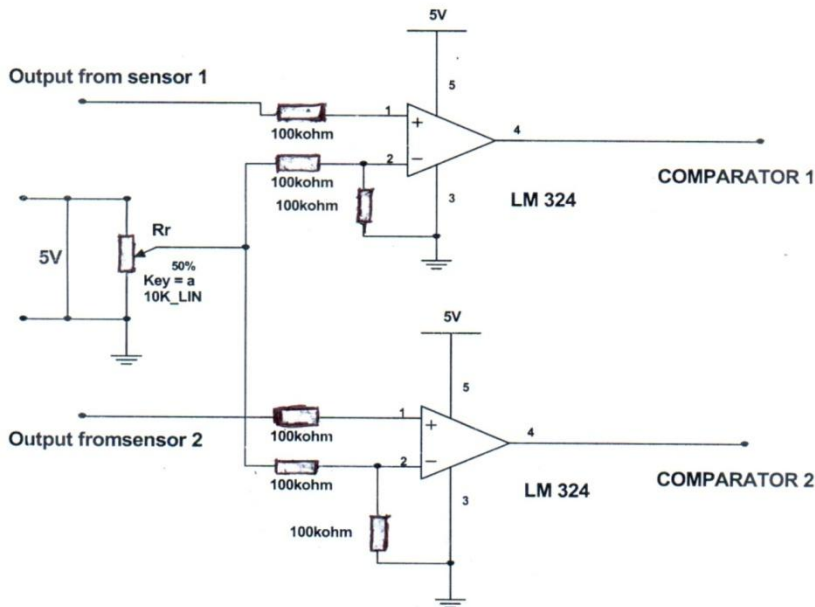 5V
5
Output from sensor 1
1
+
100kohm
4
2
−
100kohm
COMPARATOR 1
100kohm
LM 324
3
Rr
5V
50%
Key = a
10K_LIN
5V
5
1
+
Output fromsensor 2
100kohm
4
2
−
100kohm
COMPARATOR 2
LM 324
3
100kohm